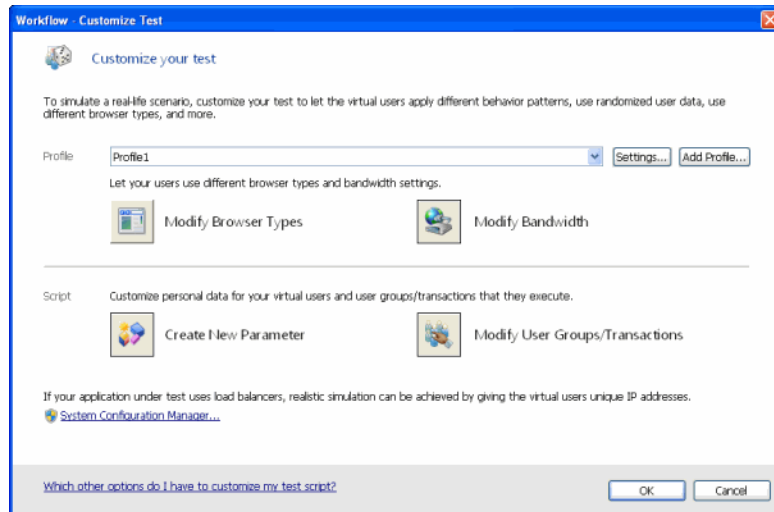 Workflow - Customize Test
Customize your test
To simulate a real-life scenario, customize your test to let the virtual users apply different behavior patterns, use randomized user data, use
different browser types, and more.
Profile
Profile1
Settings...
Add Profile...
Let your users use different browser types and bandwidth settings.
Modify Browser Types
Modify Bandwidth
Script
Customize personal data for your virtual users and user groups/transactions that they execute.
Create New Parameter
Modify User Groups/Transactions
If your application under test uses load balancers, realistic simulation can be achieved by giving the virtual users unique IP addresses.
System Configuration Manager...
Which other options do I have to customize my test script?
OK
Cancel